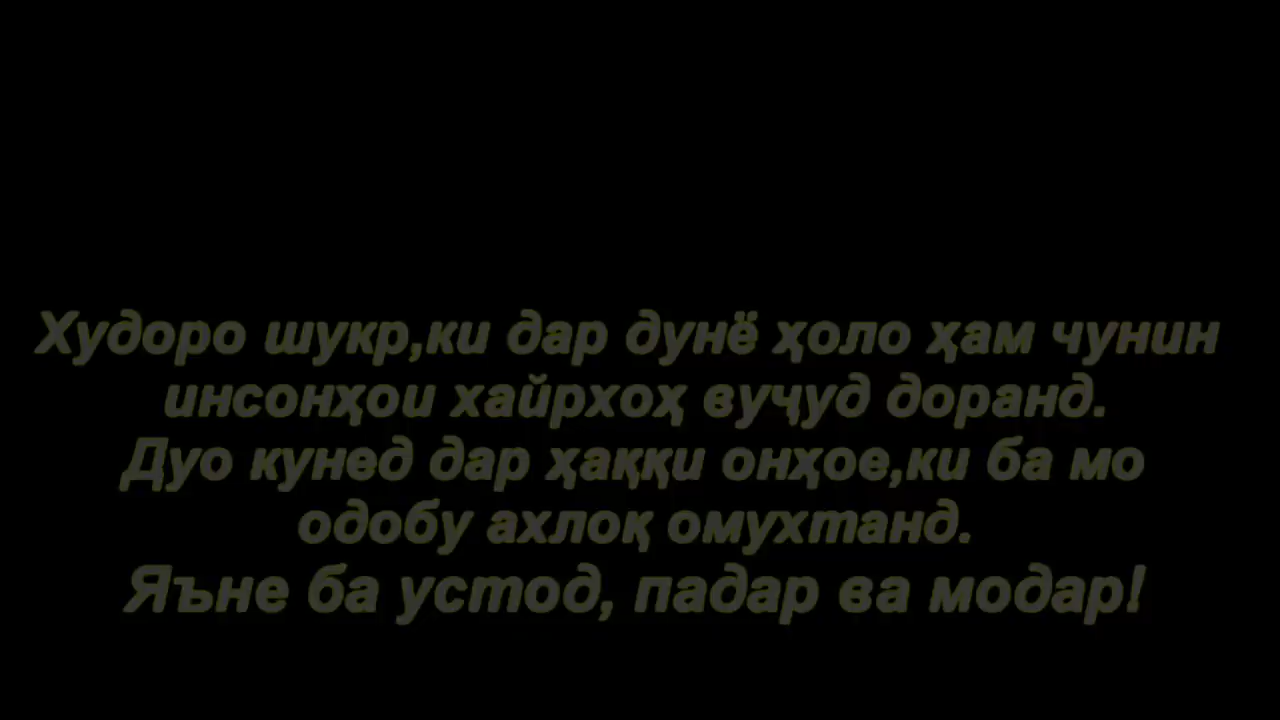 Худоро шукр,ки дар дунё ҳоло ҳам чунин
инсонҳои хайрхоҳ вуҷуд доранд.
Дуо кунед дар ҳаққи онҳое,ки ба мо
одобу ахлоқ омухтанд.
Яъне ба устод, падар ва модар!